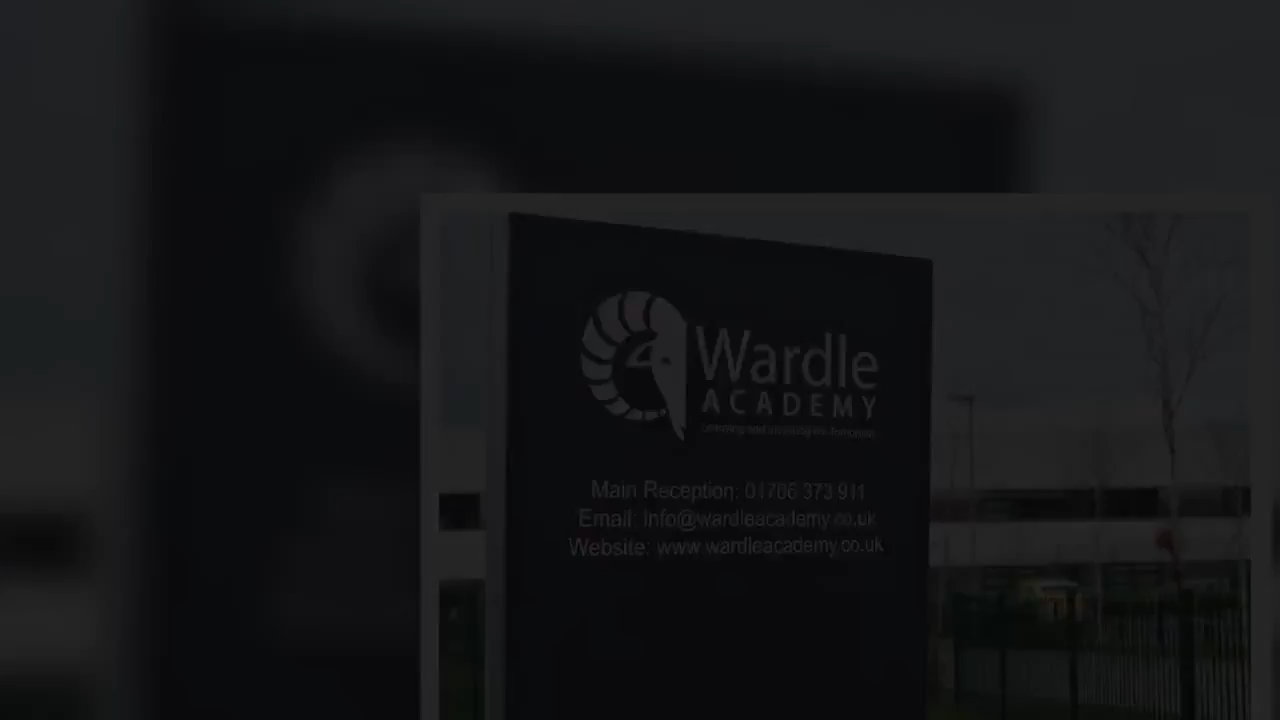 Wardle
ACADEMY
Main Reception: 01706 373 911
Email: info@wardleacademy.co.uk
Website: www.wardleacademy.co.uk